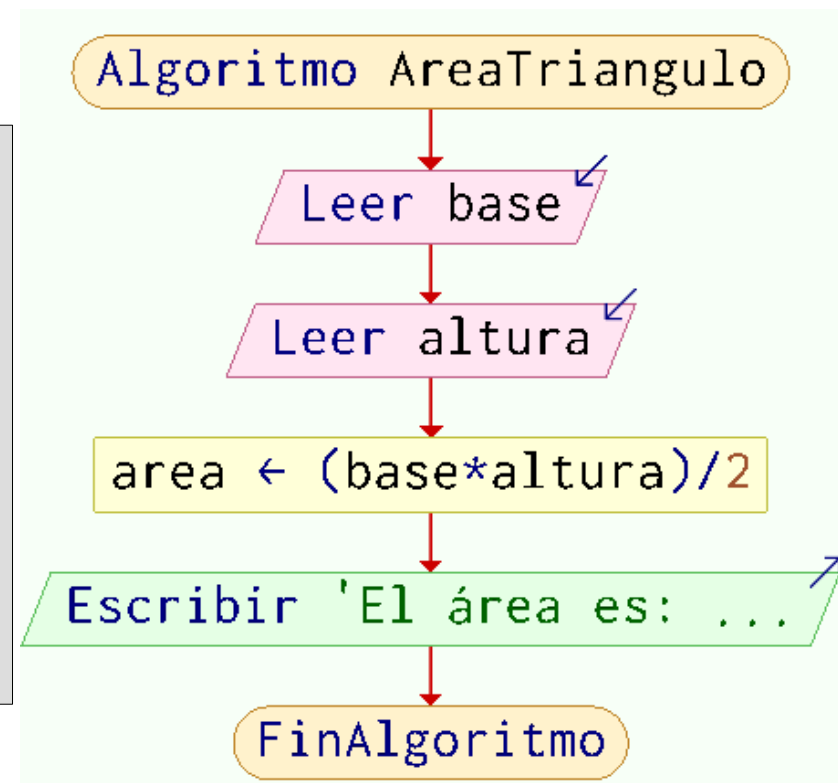 Algoritmo AreaTriangulo
Leer base
Leer altura
area ← (base*altura)/2
Escribir 'El área es: ...
FinAlgoritmo